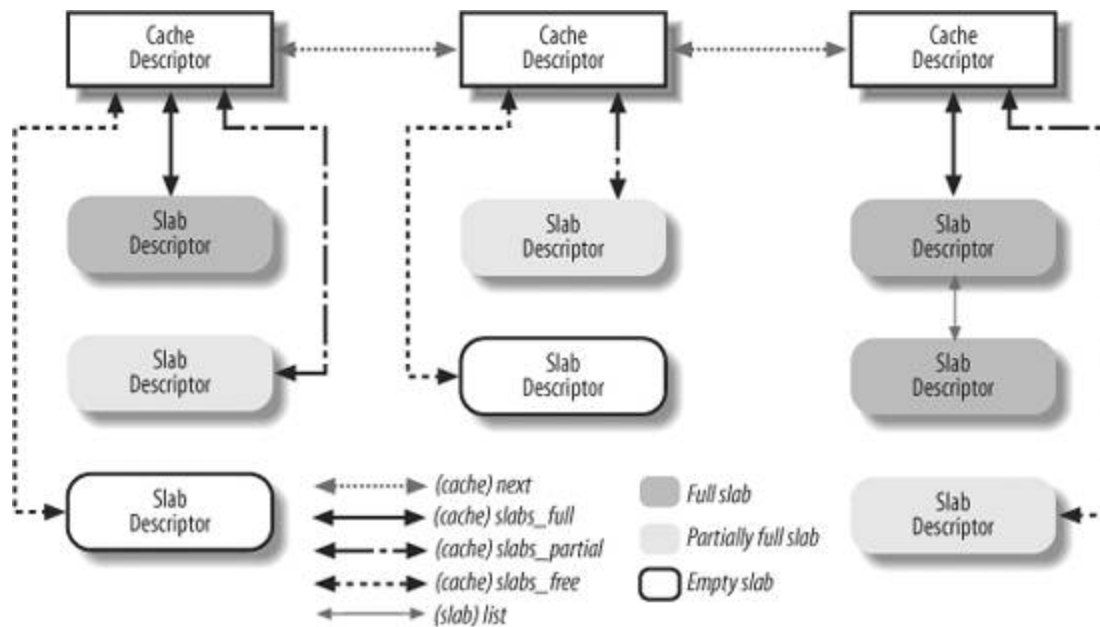 Cache
Descriptor
Cache
Descriptor
Cache
Descriptor
Slab
Descriptor
Slab
Descriptor
Slab
Descriptor
Slab
Descriptor
Slab
Descriptor
Slab
Descriptor
Slab
Descriptor
Slab
Descriptor
(cache) next
(cache) slabs_full
(cache) slabs_partial
(cache) slabs_free
(slab) list
Full slab
Partially full slab
Empty slab